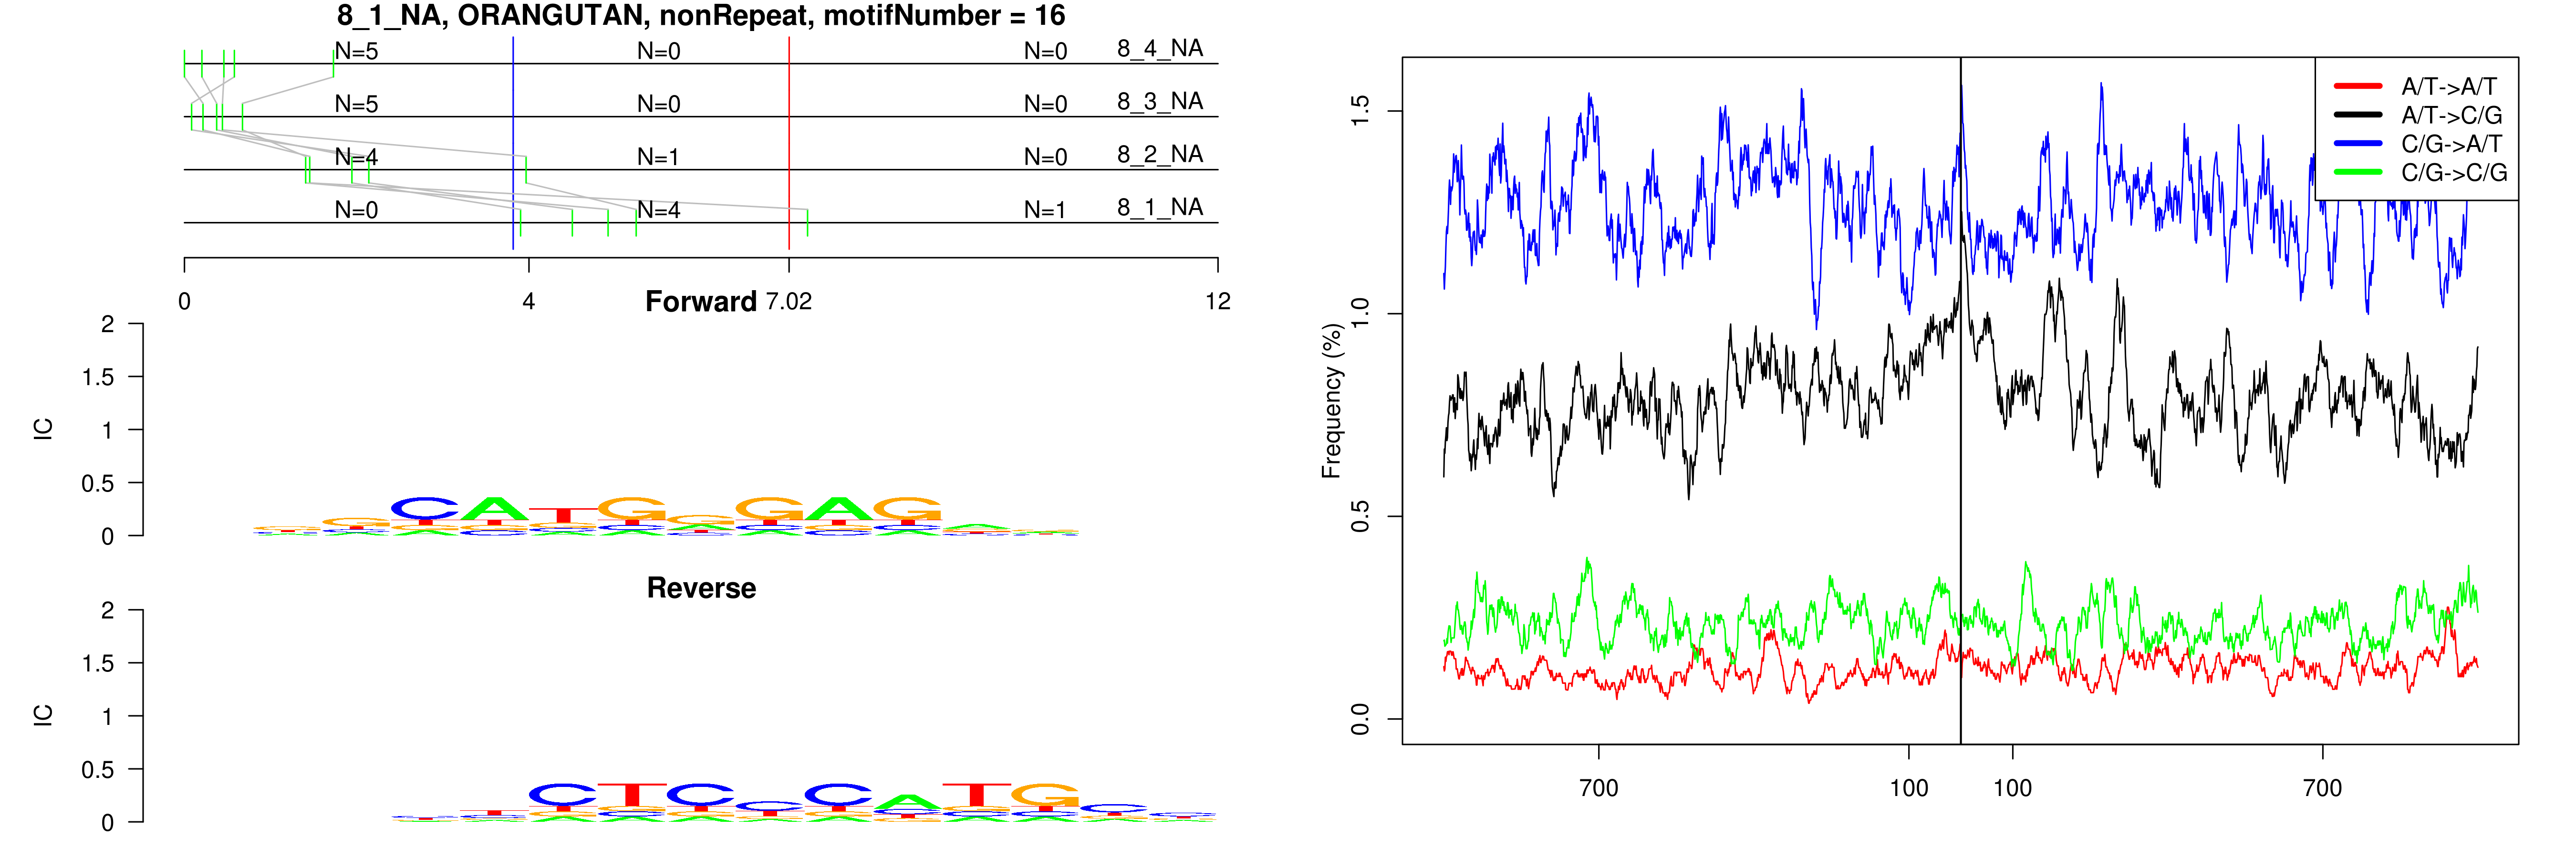 8_1_NA, ORANGUTAN, nonRepeat, motifNumber = 16
N=5 N=0 N=0 8_4_NA
N=5 N=0 N=0 8_3_NA
N=4 N=1 N=0 8_2_NA
N=0 N=4 N=1 8_1_NA
0 4 7.02 12
Forward
2
1.5
1
0.5
0
IC
CATGGGAG
Reverse
2
1.5
1
0.5
0
IC
CTCCCATG
A/T->A/T
A/T->C/G
C/G->A/T
C/G->C/G
Frequency (%)
1.5
1.0
0.5
0.0
700 100 100 700